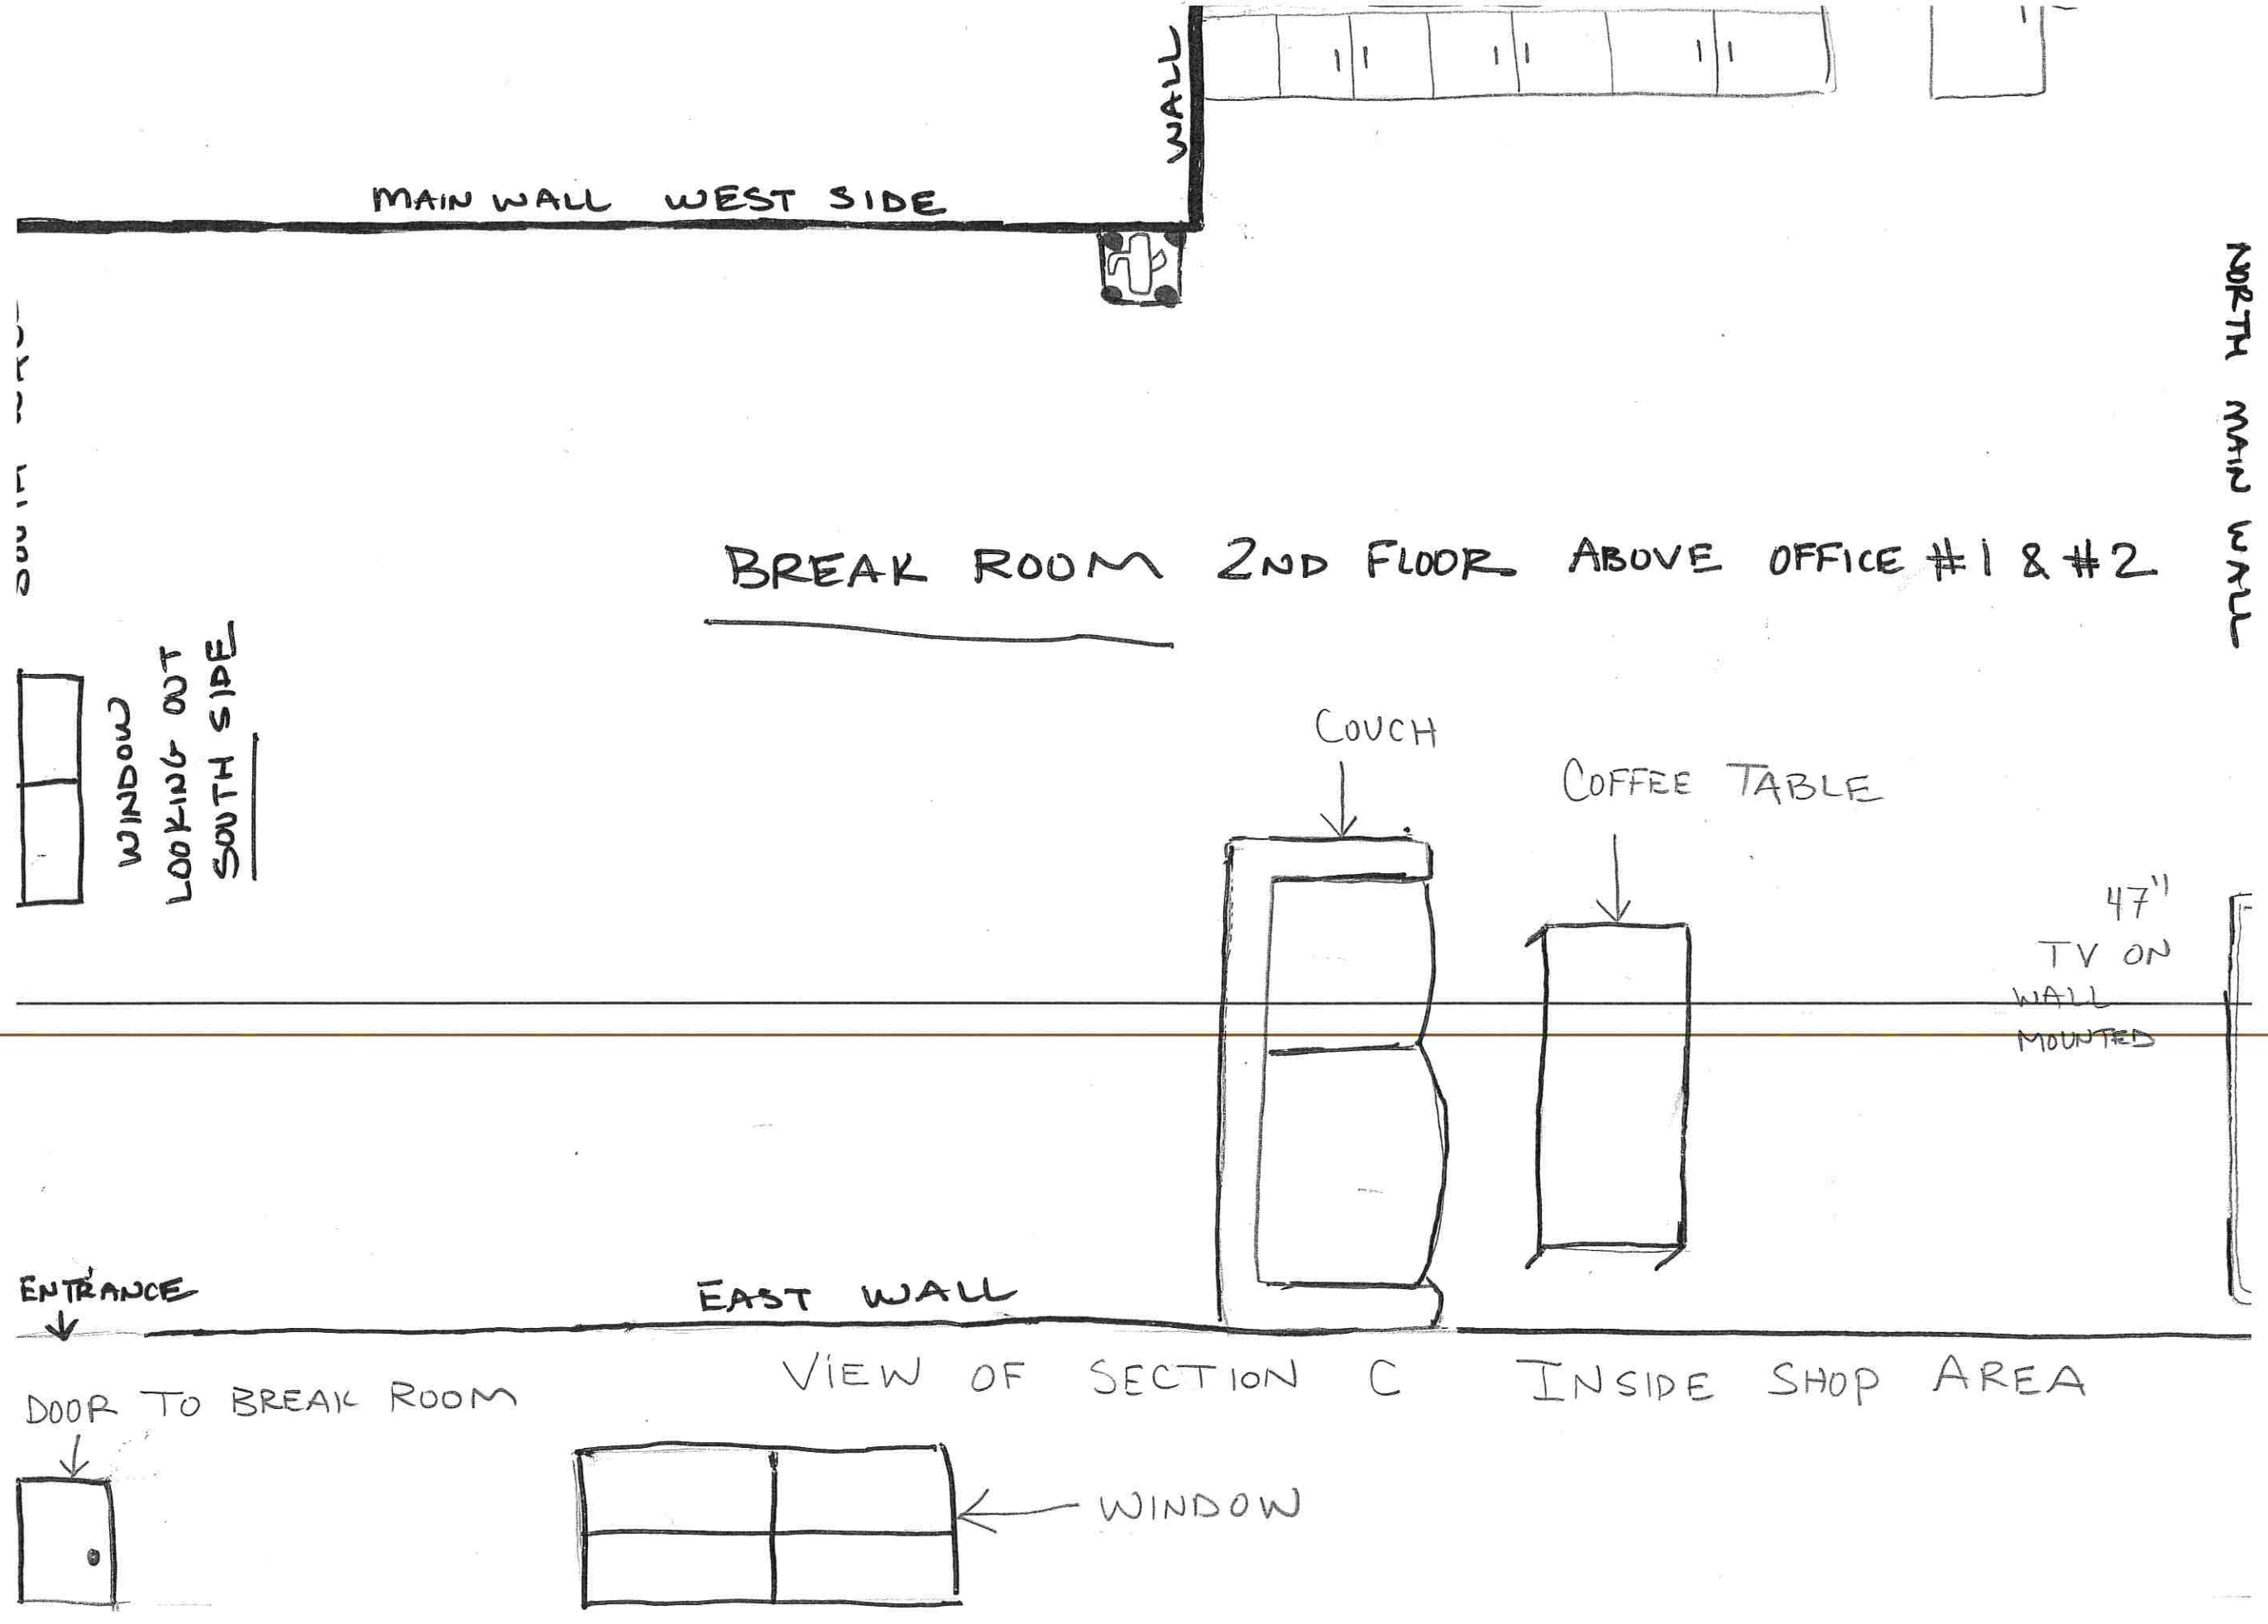 WALL
MAIN WALL WEST SIDE
NORTH MAIN WALL
BREAK ROOM 2ND FLOOR ABOVE OFFICE #1 & #2
WINDOW
LOOKING OUT
SOUTH SIDE
COUCH
COFFEE TABLE
47"
TV ON
WALL
MOUNTED
ENTRANCE
EAST WALL
VIEW OF SECTION C INSIDE SHOP AREA
DOOR TO BREAK ROOM
WINDOW